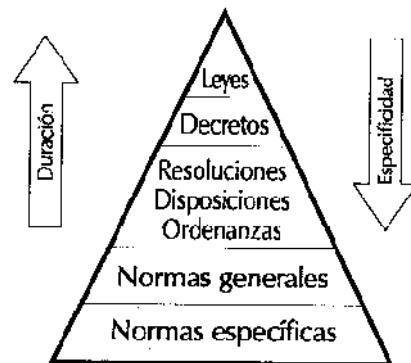 Duración
Leyes
Decretos
Resoluciones
Disposiciones
Ordenanzas
Normas generales
Normas específicas
Especificidad